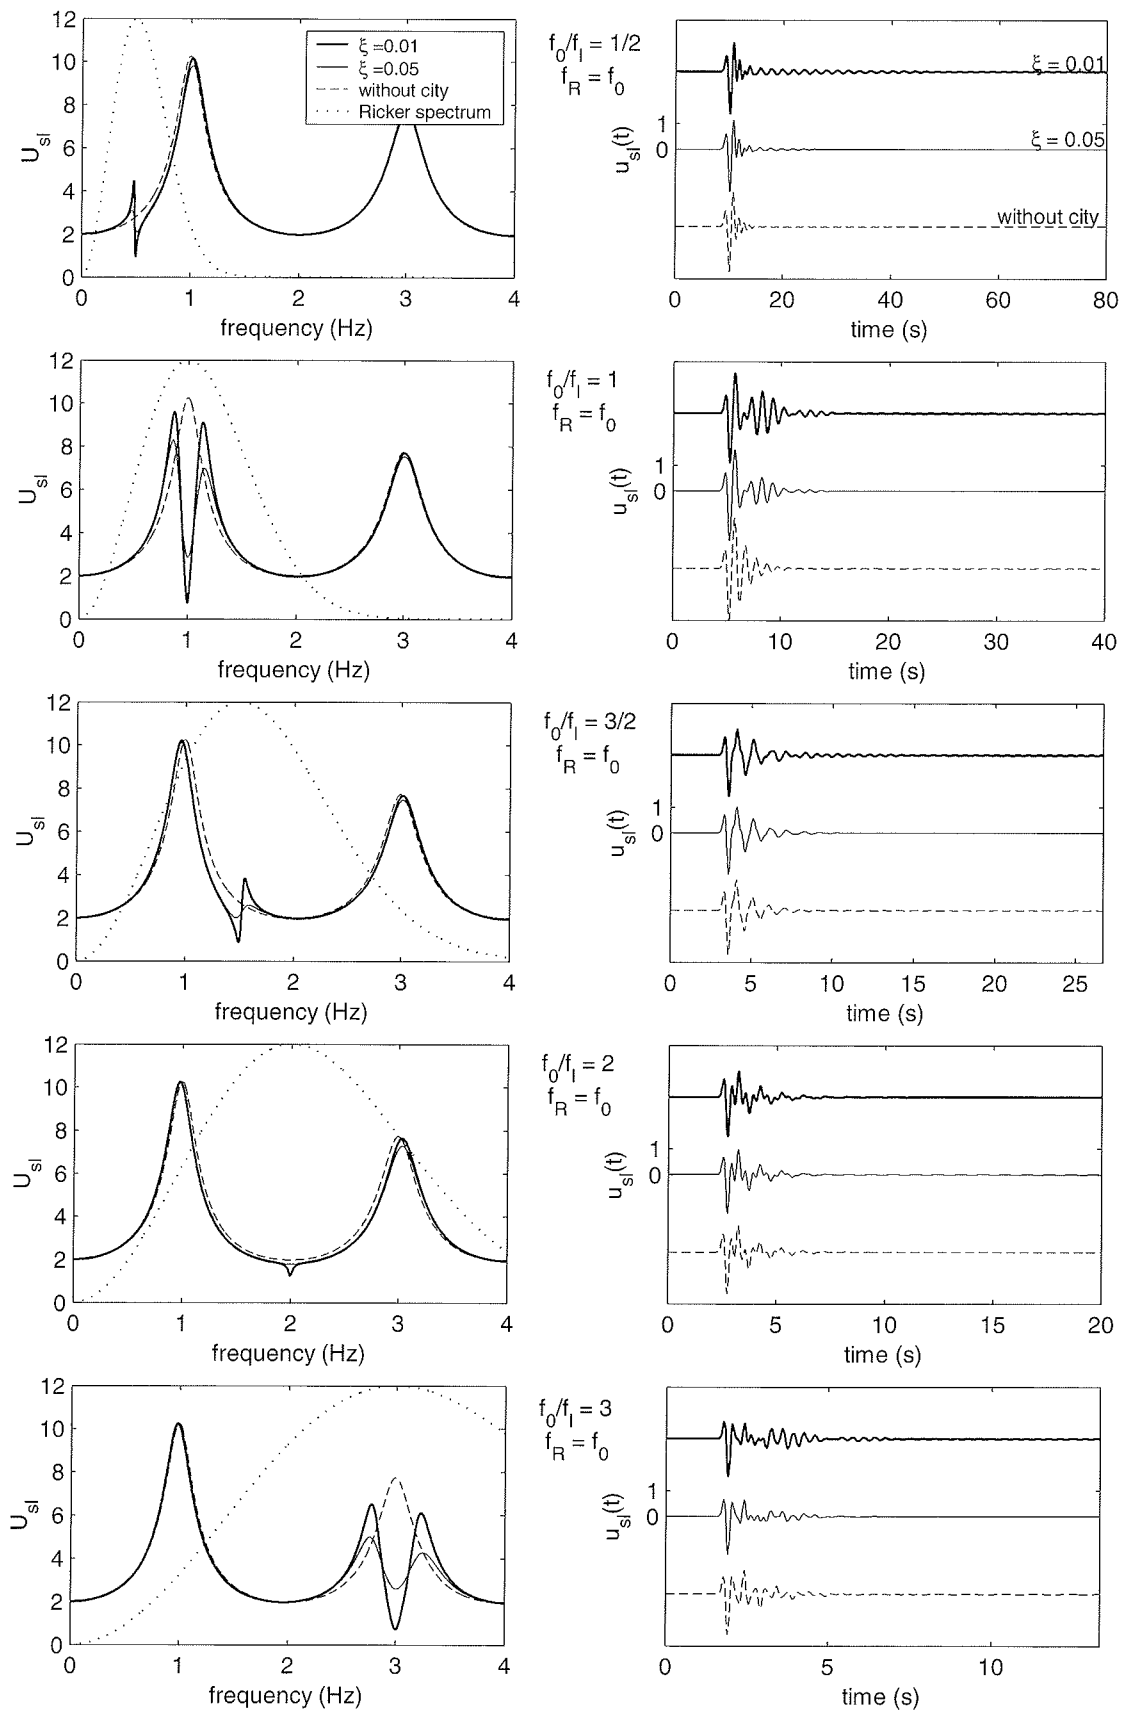 12
10
8
6
4
2
0
U_sl
0 1 2 3 4
frequency (Hz)
ξ =0.01
ξ =0.05
without city
Ricker spectrum
f_0/f_l = 1/2
f_R = f_0
ξ = 0.01
1
0
u_sl(t)
ξ = 0.05
without city
0 20 40 60 80
time (s)
12
10
8
6
4
2
0
U_sl
0 1 2 3 4
frequency (Hz)
f_0/f_l = 1
f_R = f_0
1
0
u_sl(t)
0 10 20 30 40
time (s)
12
10
8
6
4
2
0
U_sl
0 1 2 3 4
frequency (Hz)
f_0/f_l = 3/2
f_R = f_0
1
0
u_sl(t)
0 5 10 15 20 25
time (s)
12
10
8
6
4
2
0
U_sl
0 1 2 3 4
frequency (Hz)
f_0/f_l = 2
f_R = f_0
1
0
u_sl(t)
0 5 10 15 20
time (s)
12
10
8
6
4
2
0
U_sl
0 1 2 3 4
frequency (Hz)
f_0/f_l = 3
f_R = f_0
1
0
u_sl(t)
0 5 10
time (s)